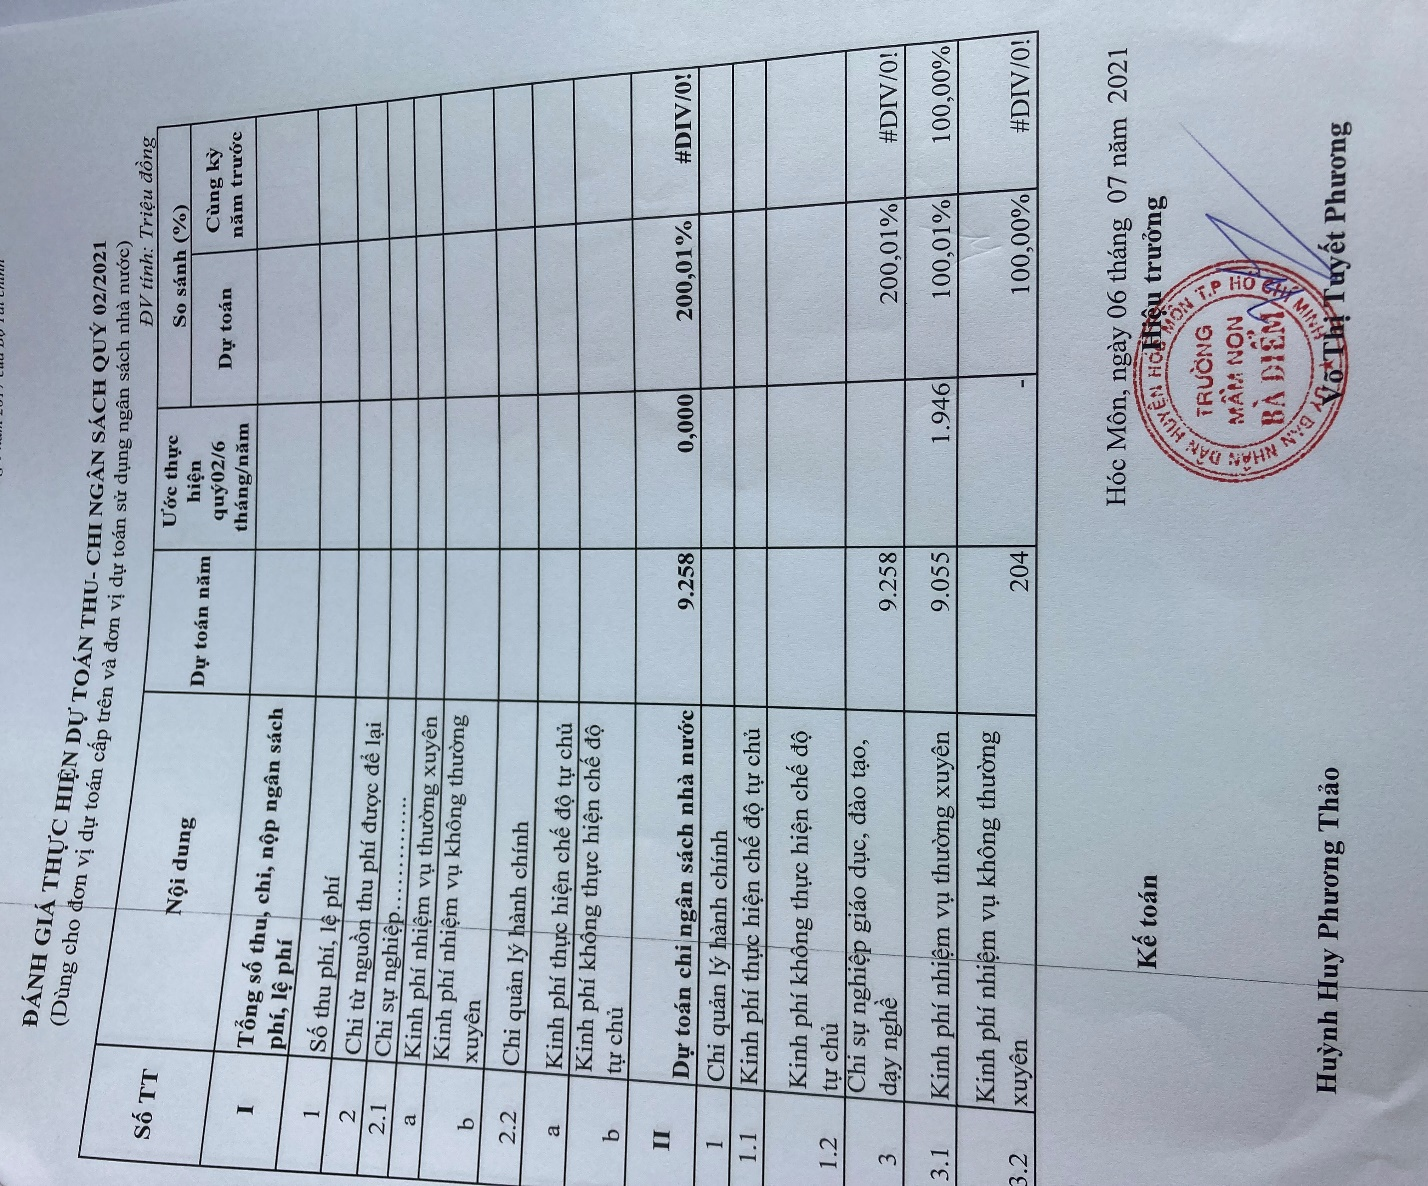 ĐÁNH GIÁ THỰC HIỆN DỰ TOÁN THU- CHI NGÂN SÁCH QUÝ 02/2021
(Dùng cho đơn vị dự toán cấp trên và đơn vị dự toán sử dụng ngân sách nhà nước)
ĐV tính: Triệu đồng
Số TT Nội dung Dự toán năm Ước thực hiện quý02/6 tháng/năm So sánh (%)
Dự toán Cùng kỳ năm trước
I Tổng số thu, chi, nộp ngân sách
phí, lệ phí
1 Số thu phí, lệ phí
2 Chi từ nguồn thu phí được để lại
2.1 Chi sự nghiệp……………
a Kinh phí nhiệm vụ thường xuyên
b Kinh phí nhiệm vụ không thường
xuyên
2.2 Chi quản lý hành chính
a Kinh phí thực hiện chế độ tự chủ
b Kinh phí không thực hiện chế độ
tự chủ
II Dự toán chi ngân sách nhà nước 9.258 0,000 200,01% #DIV/0!
1 Chi quản lý hành chính
1.1 Kinh phí thực hiện chế độ tự chủ
1.2 Kinh phí không thực hiện chế độ
tự chủ
3 Chi sự nghiệp giáo dục, đào tạo,
dạy nghề 9.258 200,01% #DIV/0!
3.1 Kinh phí nhiệm vụ thường xuyên 9.055 1.946 100,01% 100,00%
3.2 Kinh phí nhiệm vụ không thường
xuyên 204 - 100,00% #DIV/0!
Hóc Môn, ngày 06 tháng 07 năm 2021
Kế toán Hiệu trưởng
ỦY BAN NHÂN DÂN HUYỆN HÓC MÔN T.P HỒ CHÍ MINH
TRƯỜNG
MẦM NON
BÀ ĐIỂM
Huỳnh Huy Phương Thảo Võ Thị Tuyết Phương